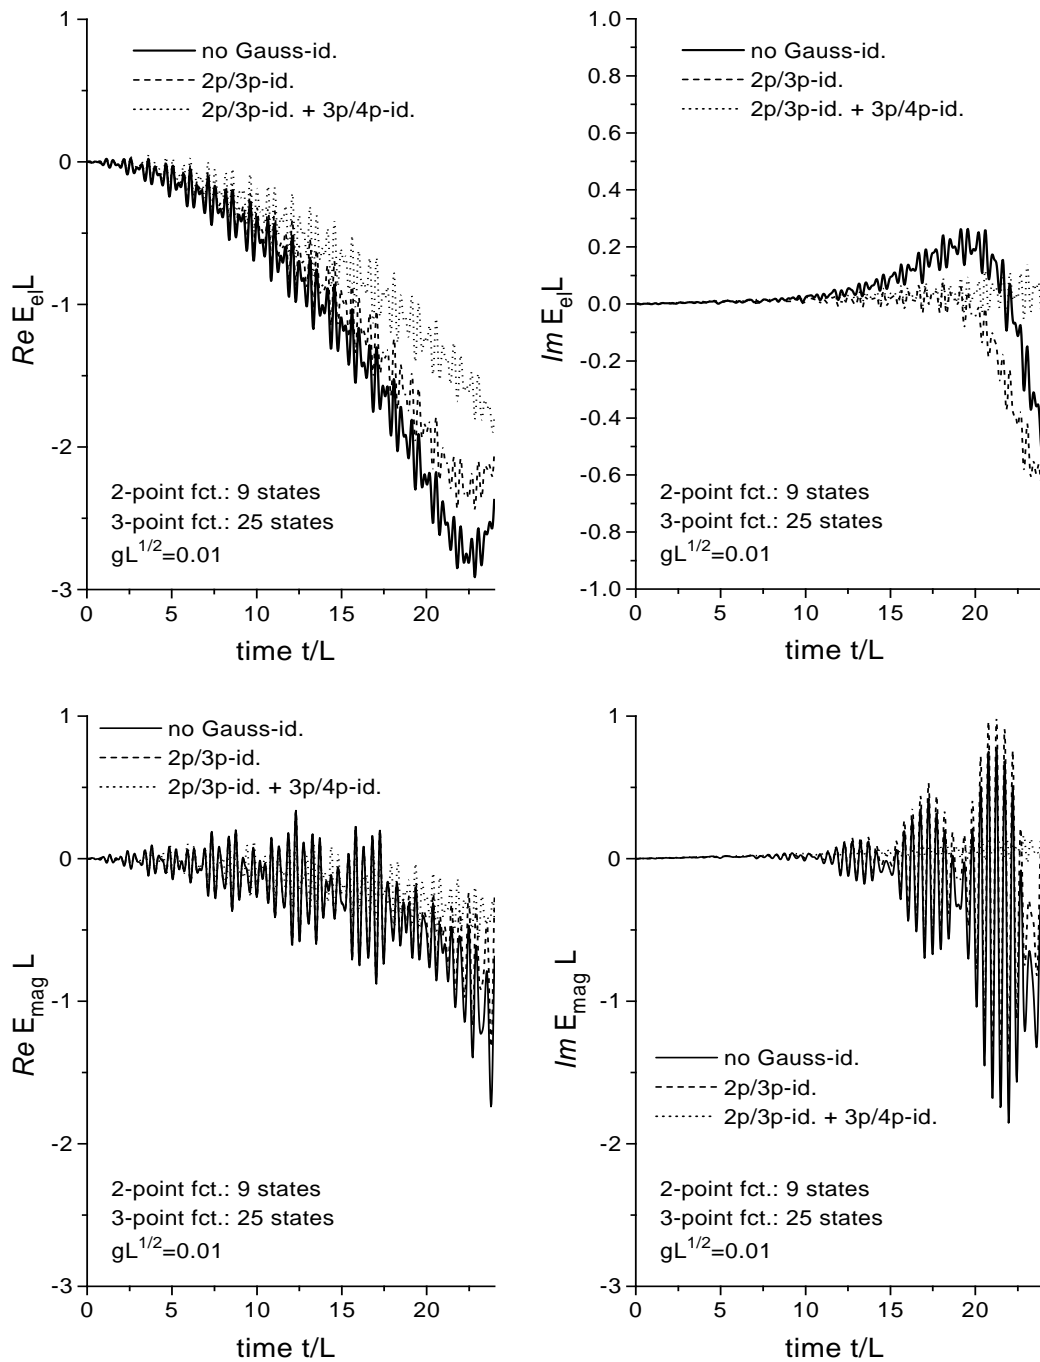 1
0
-1
-2
-3
Re E_el L
no Gauss-id.
2p/3p-id.
2p/3p-id. + 3p/4p-id.
2-point fct.: 9 states
3-point fct.: 25 states
gL^1/2=0.01
0 5 10 15 20
time t/L
1.0
0.8
0.6
0.4
0.2
0.0
-0.2
-0.4
-0.6
-0.8
-1.0
Im E_el L
no Gauss-id.
2p/3p-id.
2p/3p-id. + 3p/4p-id.
2-point fct.: 9 states
3-point fct.: 25 states
gL^1/2=0.01
0 5 10 15 20
time t/L
1
0
-1
-2
-3
Re E_mag L
no Gauss-id.
2p/3p-id.
2p/3p-id. + 3p/4p-id.
2-point fct.: 9 states
3-point fct.: 25 states
gL^1/2=0.01
0 5 10 15 20
time t/L
1
0
-1
-2
-3
Im E_mag L
no Gauss-id.
2p/3p-id.
2p/3p-id. + 3p/4p-id.
2-point fct.: 9 states
3-point fct.: 25 states
gL^1/2=0.01
0 5 10 15 20
time t/L